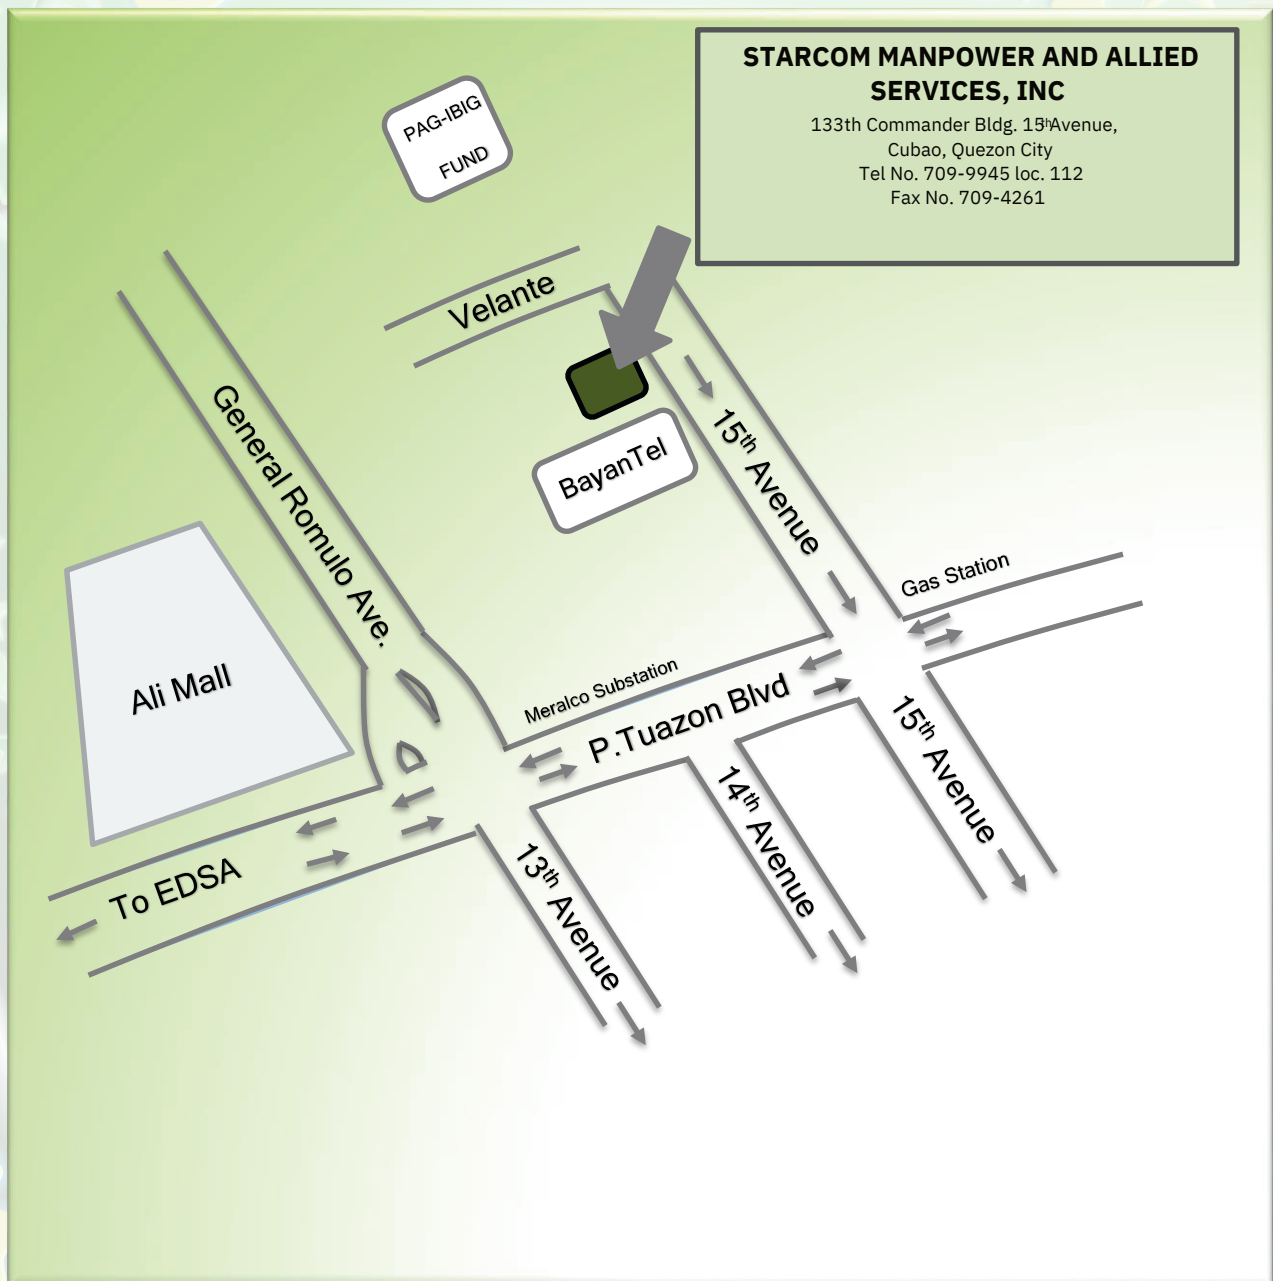 STARCOM MANPOWER AND ALLIED
SERVICES, INC
133th Commander Bldg. 15th Avenue,
Cubao, Quezon City
Tel No. 709-9945 loc. 112
Fax No. 709-4261
PAG-IBIG
FUND
Velante
General Romulo Ave.
15th Avenue
BayanTel
Gas Station
Ali Mall
Meralco Substation
P.Tuazon Blvd
15th Avenue
14th Avenue
13th Avenue
To EDSA